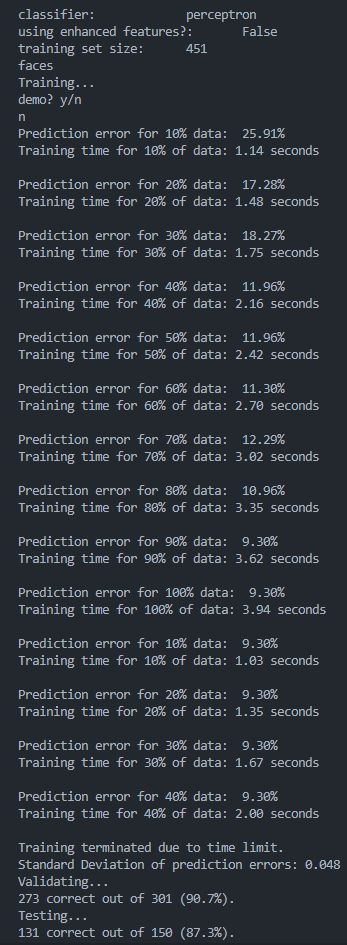 classifier:		perceptron
using enhanced features?:	False
training set size:	451
faces
Training...
demo? y/n
n
Prediction error for 10% data:  25.91%
Training time for 10% of data: 1.14 seconds

Prediction error for 20% data:  17.28%
Training time for 20% of data: 1.48 seconds

Prediction error for 30% data:  18.27%
Training time for 30% of data: 1.75 seconds

Prediction error for 40% data:  11.96%
Training time for 40% of data: 2.16 seconds

Prediction error for 50% data:  11.96%
Training time for 50% of data: 2.42 seconds

Prediction error for 60% data:  11.30%
Training time for 60% of data: 2.70 seconds

Prediction error for 70% data:  12.29%
Training time for 70% of data: 3.02 seconds

Prediction error for 80% data:  10.96%
Training time for 80% of data: 3.35 seconds

Prediction error for 90% data:  9.30%
Training time for 90% of data: 3.62 seconds

Prediction error for 100% data:  9.30%
Training time for 100% of data: 3.94 seconds

Prediction error for 10% data:  9.30%
Training time for 10% of data: 1.03 seconds

Prediction error for 20% data:  9.30%
Training time for 20% of data: 1.35 seconds

Prediction error for 30% data:  9.30%
Training time for 30% of data: 1.67 seconds

Prediction error for 40% data:  9.30%
Training time for 40% of data: 2.00 seconds

Training terminated due to time limit.
Standard Deviation of prediction errors: 0.048
Validating...
273 correct out of 301 (90.7%).
Testing...
131 correct out of 150 (87.3%).